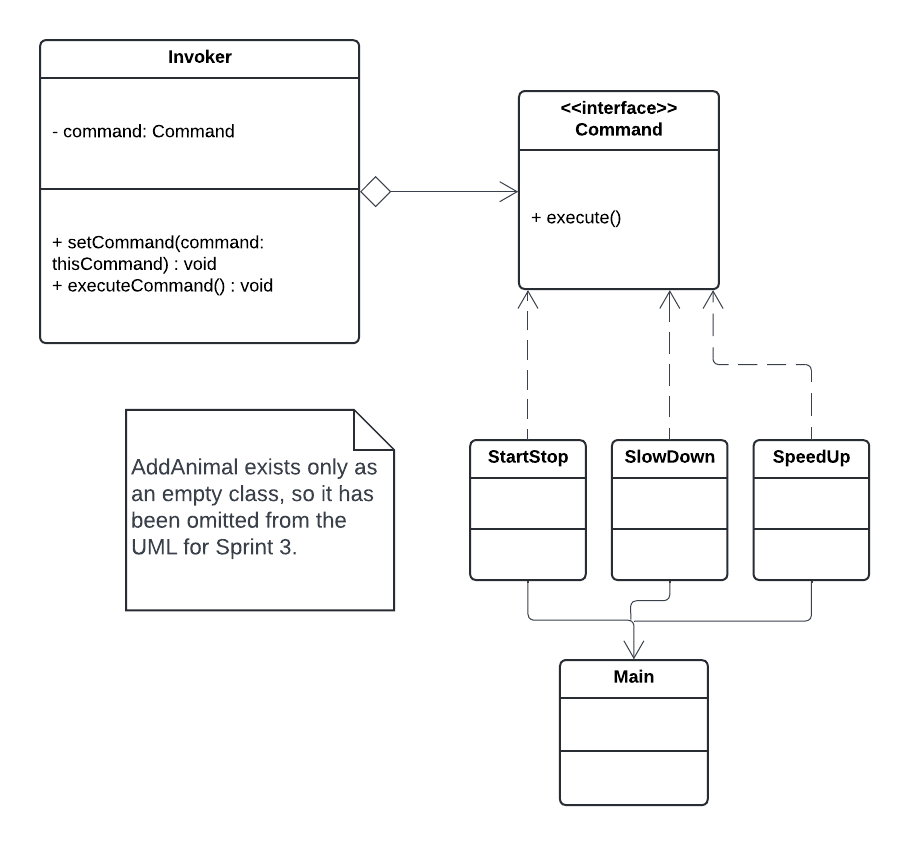 Invoker
- command: Command
+ setCommand(command:
thisCommand) : void
+ executeCommand() : void
<<interface>>
Command
+ execute()
AddAnimal exists only as
an empty class, so it has
been omitted from the
UML for Sprint 3.
StartStop
SlowDown
SpeedUp
Main